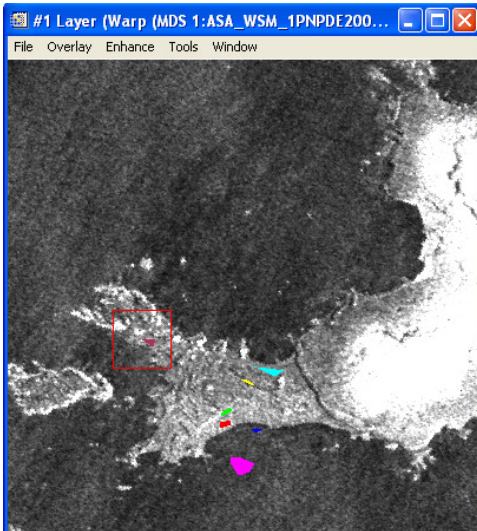 #1 Layer (Warp (MDS 1:ASA_WSM_1PNPDE200...
File Overlay Enhance Tools Window